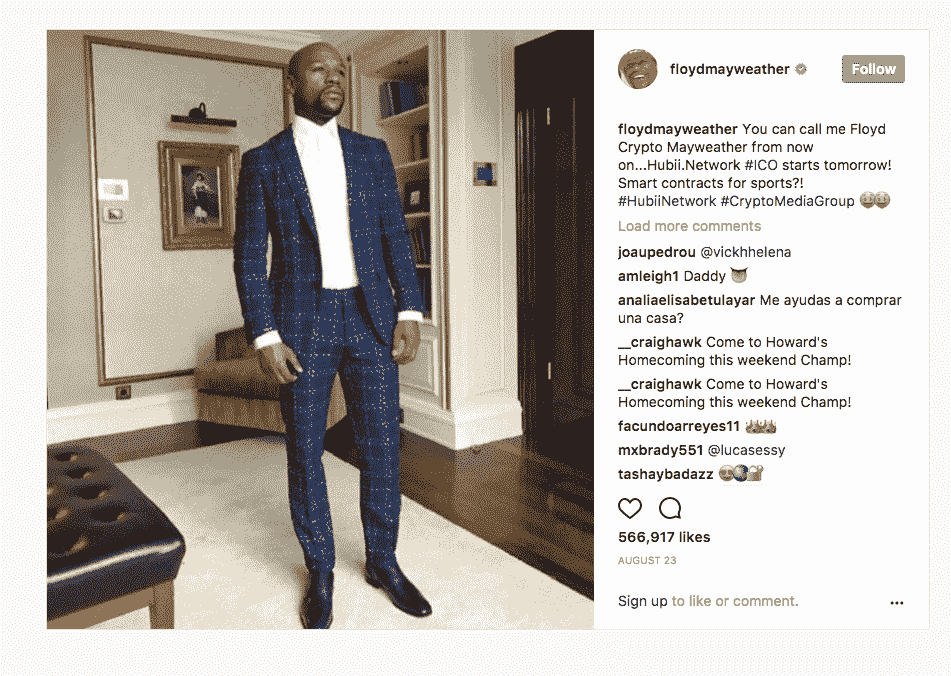 floydmayweather
Follow
floydmayweather You can call me Floyd
Crypto Mayweather from now
on...Hubii.Network #ICO starts tomorrow!
Smart contracts for sports?!
#HubiiNetwork #CryptoMediaGroup
Load more comments
joaupedrou @vickhhelena
amleigh1 Daddy
analiaelisabetulayar Me ayudas a comprar
una casa?
__craighawk Come to Howard's
Homecoming this weekend Champ!
__craighawk Come to Howard's
Homecoming this weekend Champ!
facundoarreyes11
mxbrady551 @lucasessy
tashaybadazz
566,917 likes
AUGUST 23
Sign up to like or comment.